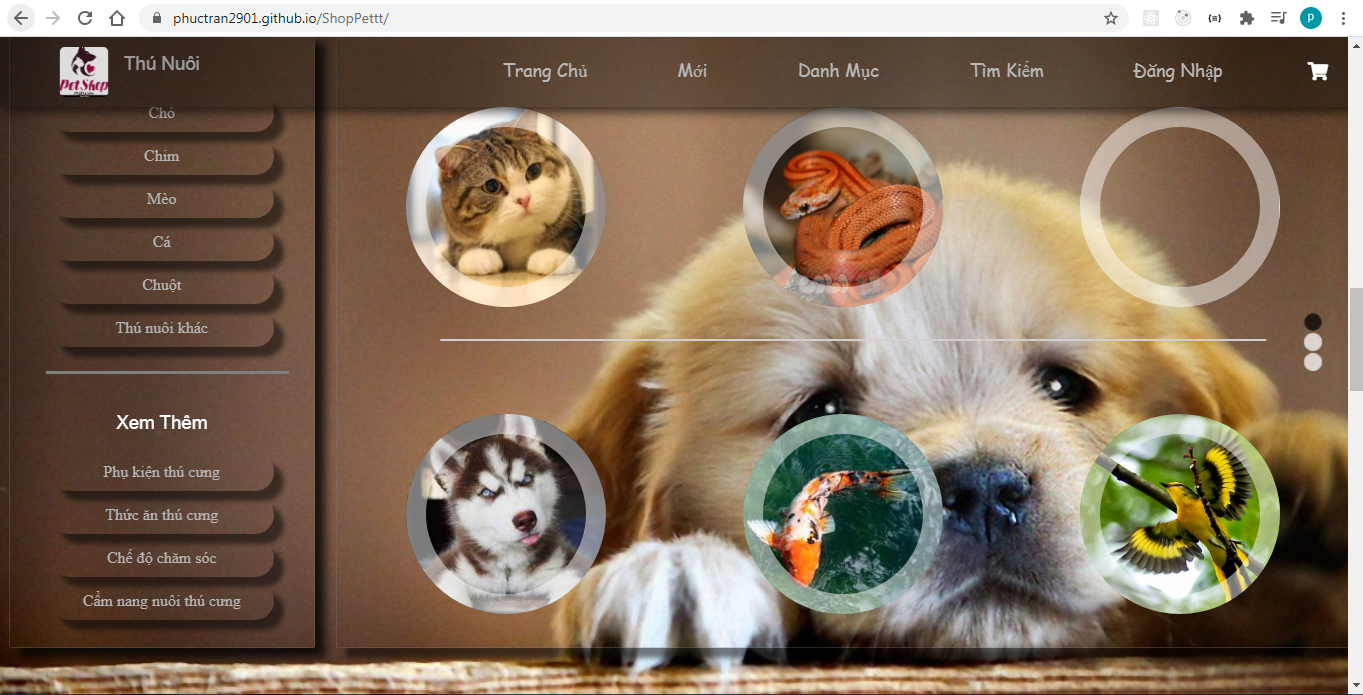 phuctran2901.github.io/ShopPettt/
P
PetShop
Thú Nuôi
Trang Chủ
Mới
Danh Mục
Tìm Kiếm
Đăng Nhập
Chó
Chim
Mèo
Cá
Chuột
Thú nuôi khác
Xem Thêm
Phụ kiện thú cưng
Thức ăn thú cưng
Chế độ chăm sóc
Cẩm nang nuôi thú cưng